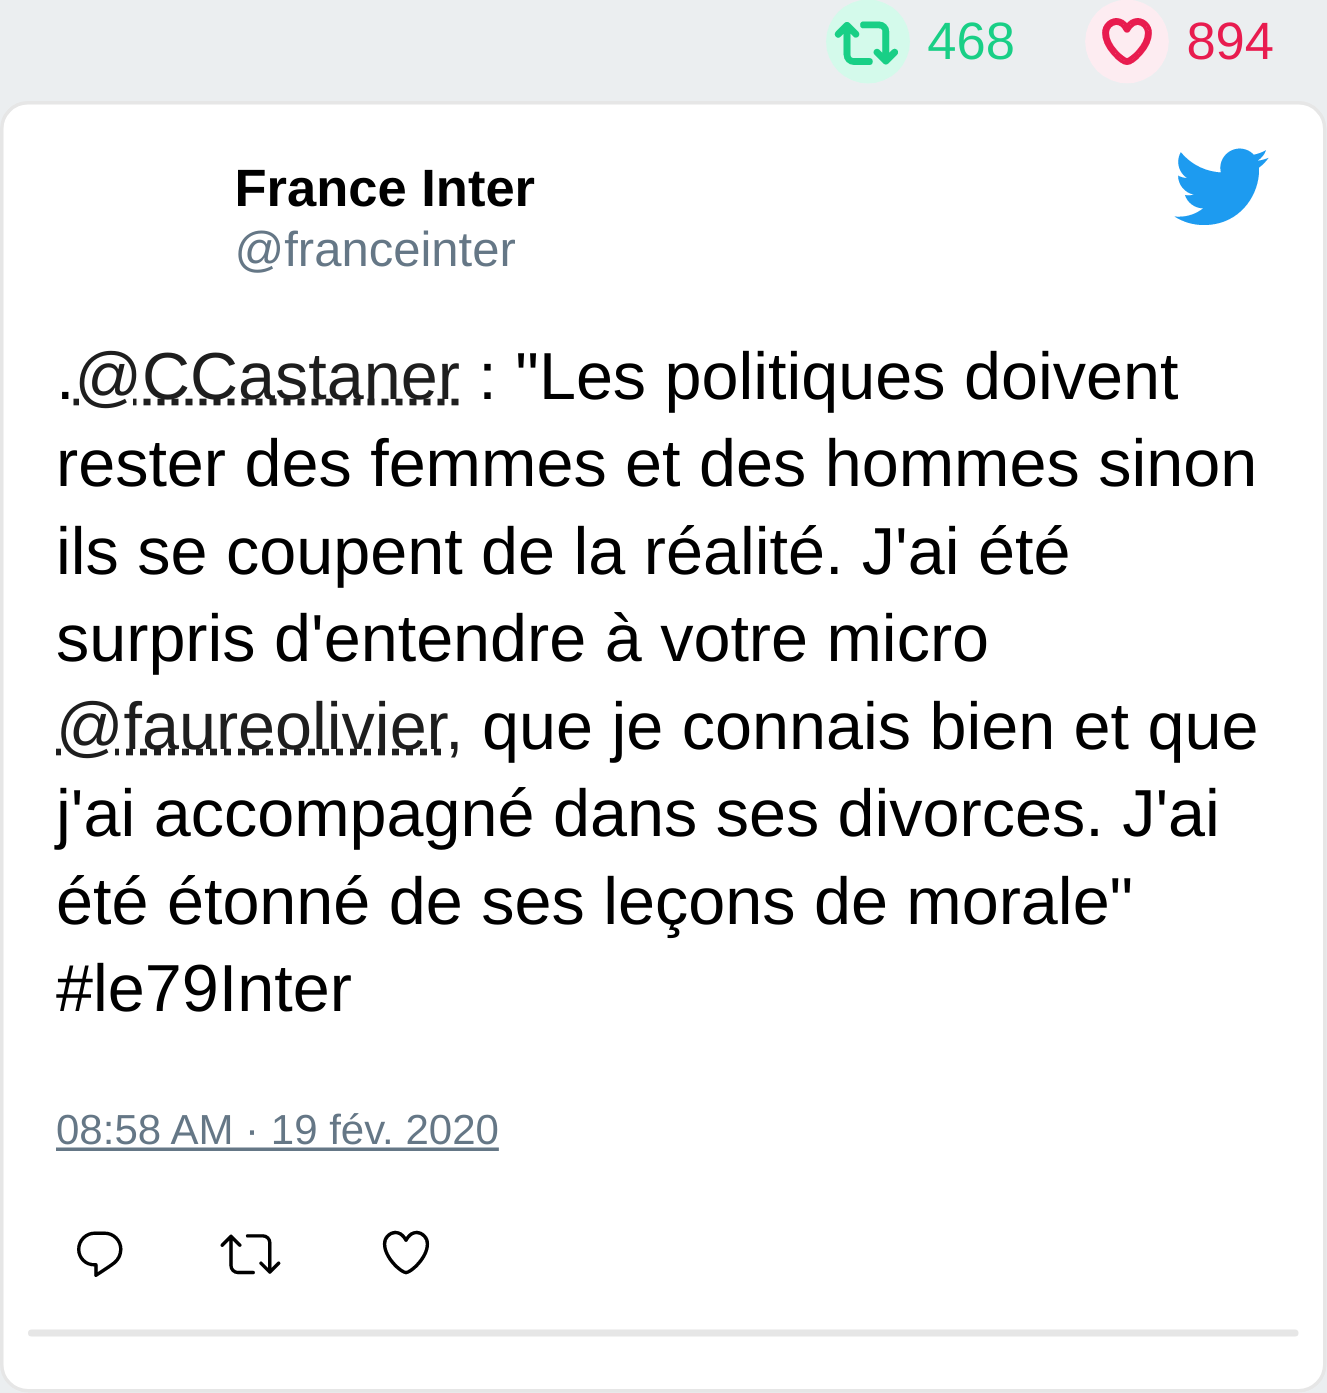 468 894
France Inter
@franceinter
.@CCastaner : "Les politiques doivent
rester des femmes et des hommes sinon
ils se coupent de la réalité. J'ai été
surpris d'entendre à votre micro
@faureolivier, que je connais bien et que
j'ai accompagné dans ses divorces. J'ai
été étonné de ses leçons de morale"
#le79Inter
08:58 AM · 19 fév. 2020